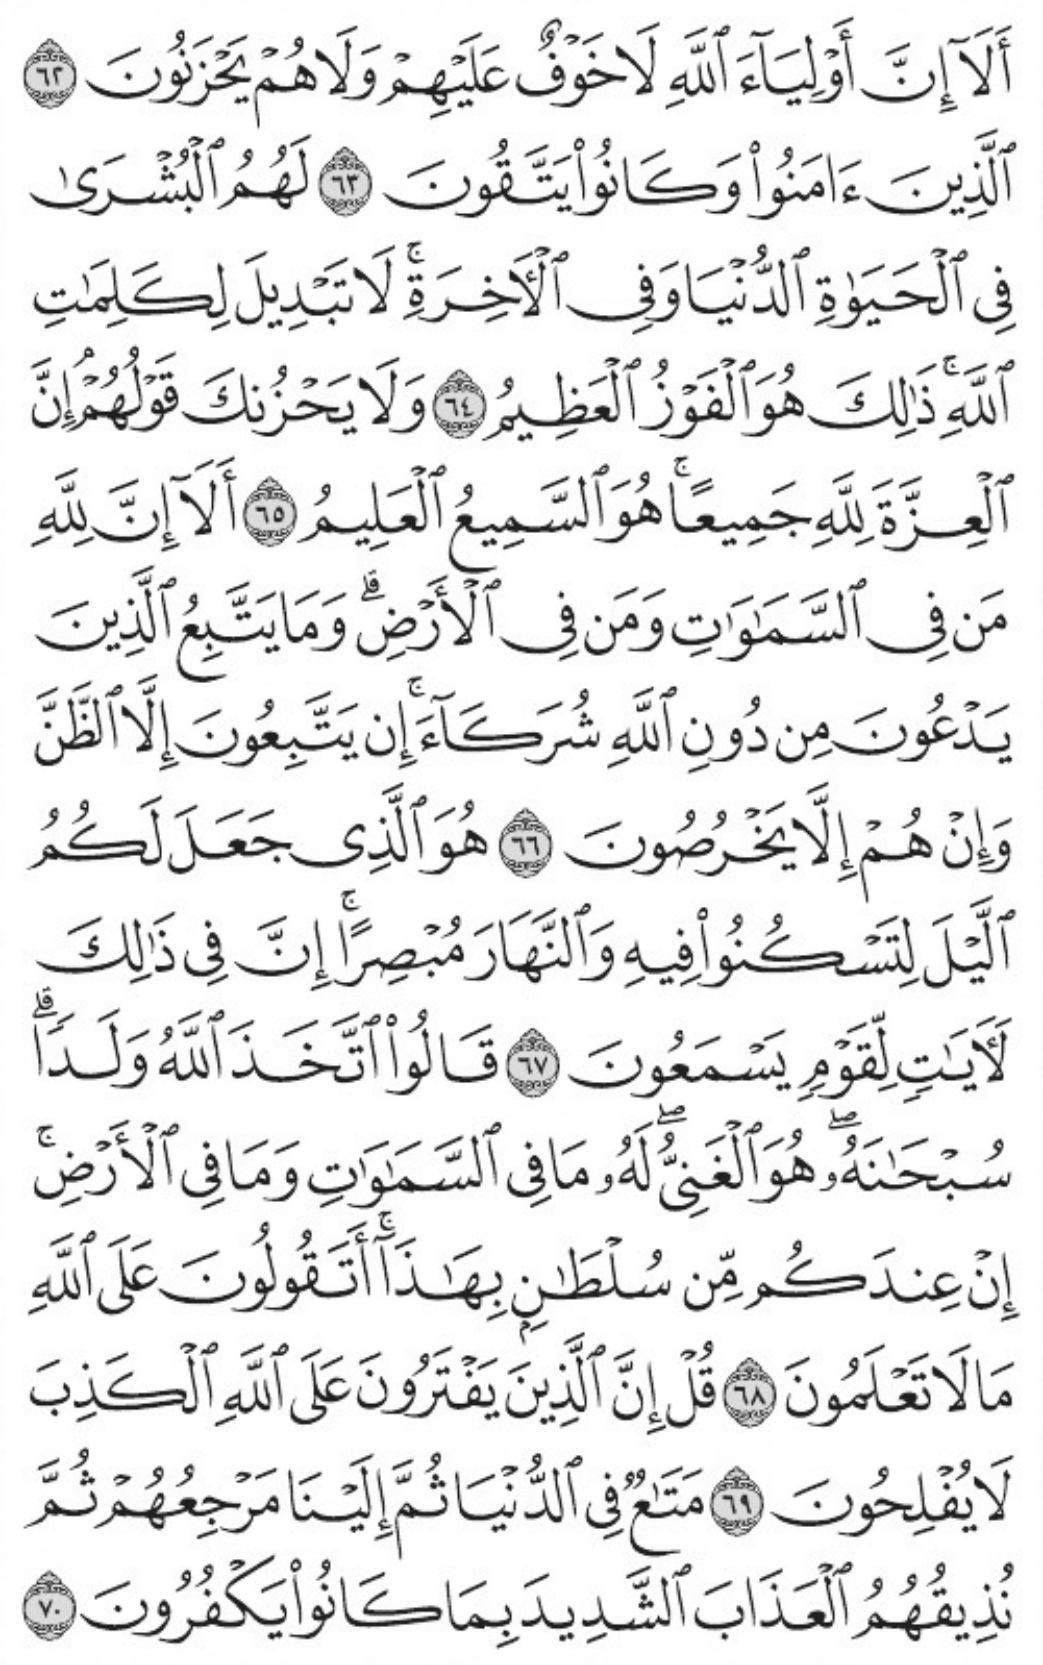 أَلَآ إِنَّ أَوْلِيَآءَ ٱللَّهِ لَا خَوْفٌ عَلَيْهِمْ وَلَا هُمْ يَحْزَنُونَ ٦٢
ٱلَّذِينَ ءَامَنُوا۟ وَكَانُوا۟ يَتَّقُونَ ٦٣ لَهُمُ ٱلْبُشْرَىٰ
فِى ٱلْحَيَوٰةِ ٱلدُّنْيَا وَفِى ٱلْـَٔاخِرَةِ ۚ لَا تَبْدِيلَ لِكَلِمَٰتِ
ٱللَّهِ ۚ ذَٰلِكَ هُوَ ٱلْفَوْزُ ٱلْعَظِيمُ ٦٤ وَلَا يَحْزُنكَ قَوْلُهُمْ ۘ إِنَّ
ٱلْعِزَّةَ لِلَّهِ جَمِيعًا ۚ هُوَ ٱلسَّمِيعُ ٱلْعَلِيمُ ٦٥ أَلَآ إِنَّ لِلَّهِ
مَن فِى ٱلسَّمَٰوَٰتِ وَمَن فِى ٱلْأَرْضِ ۗ وَمَا يَتَّبِعُ ٱلَّذِينَ
يَدْعُونَ مِن دُونِ ٱللَّهِ شُرَكَآءَ ۚ إِن يَتَّبِعُونَ إِلَّا ٱلظَّنَّ
وَإِنْ هُمْ إِلَّا يَخْرُصُونَ ٦٦ هُوَ ٱلَّذِى جَعَلَ لَكُمُ
ٱلَّيْلَ لِتَسْكُنُوا۟ فِيهِ وَٱلنَّهَارَ مُبْصِرًا ۚ إِنَّ فِى ذَٰلِكَ
لَـَٔايَٰتٍ لِّقَوْمٍ يَسْمَعُونَ ٦٧ قَالُوا۟ ٱتَّخَذَ ٱللَّهُ وَلَدًا ۗ
سُبْحَٰنَهُۥ ۖ هُوَ ٱلْغَنِىُّ ۖ لَهُۥ مَا فِى ٱلسَّمَٰوَٰتِ وَمَا فِى ٱلْأَرْضِ ۚ
إِنْ عِندَكُم مِّن سُلْطَٰنٍۭ بِهَٰذَآ ۚ أَتَقُولُونَ عَلَى ٱللَّهِ
مَا لَا تَعْلَمُونَ ٦٨ قُلْ إِنَّ ٱلَّذِينَ يَفْتَرُونَ عَلَى ٱللَّهِ ٱلْكَذِبَ
لَا يُفْلِحُونَ ٦٩ مَتَٰعٌ فِى ٱلدُّنْيَا ثُمَّ إِلَيْنَا مَرْجِعُهُمْ ثُمَّ
نُذِيقُهُمُ ٱلْعَذَابَ ٱلشَّدِيدَ بِمَا كَانُوا۟ يَكْفُرُونَ ٧٠